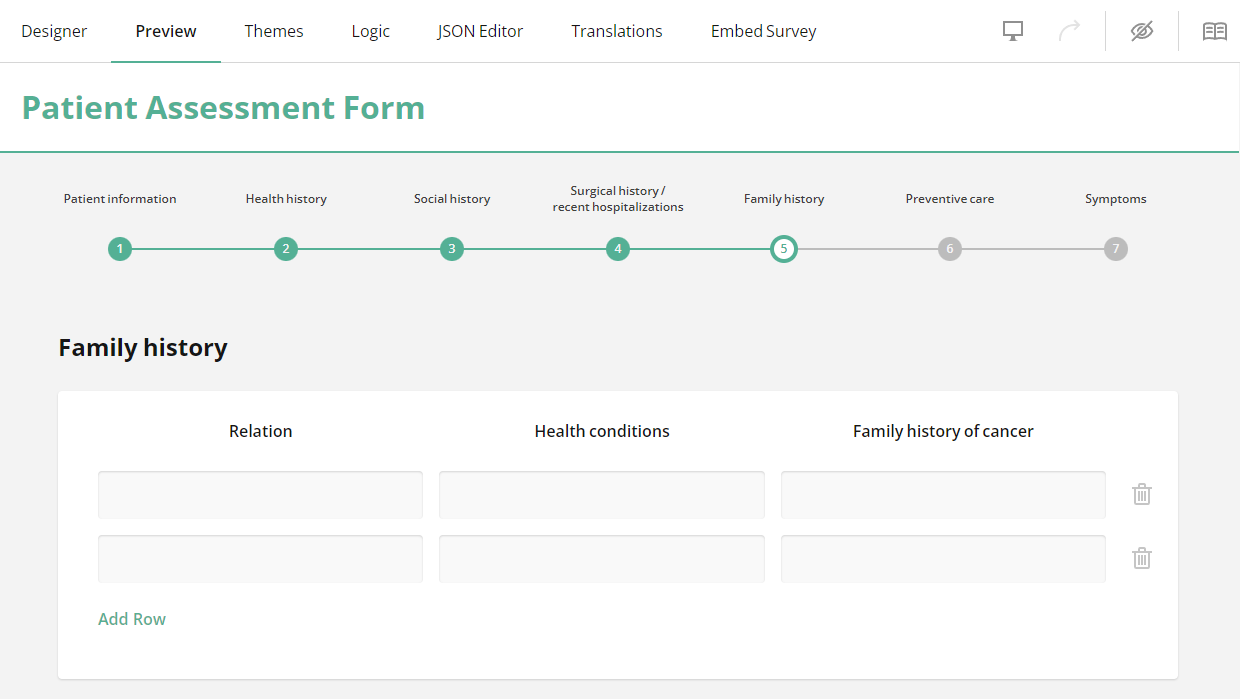 Designer Preview Themes Logic JSON Editor Translations Embed Survey
Patient Assessment Form
Patient information Health history Social history Surgical history / recent hospitalizations Family history Preventive care Symptoms
1 2 3 4 5 6 7
Family history
Relation Health conditions Family history of cancer
Add Row